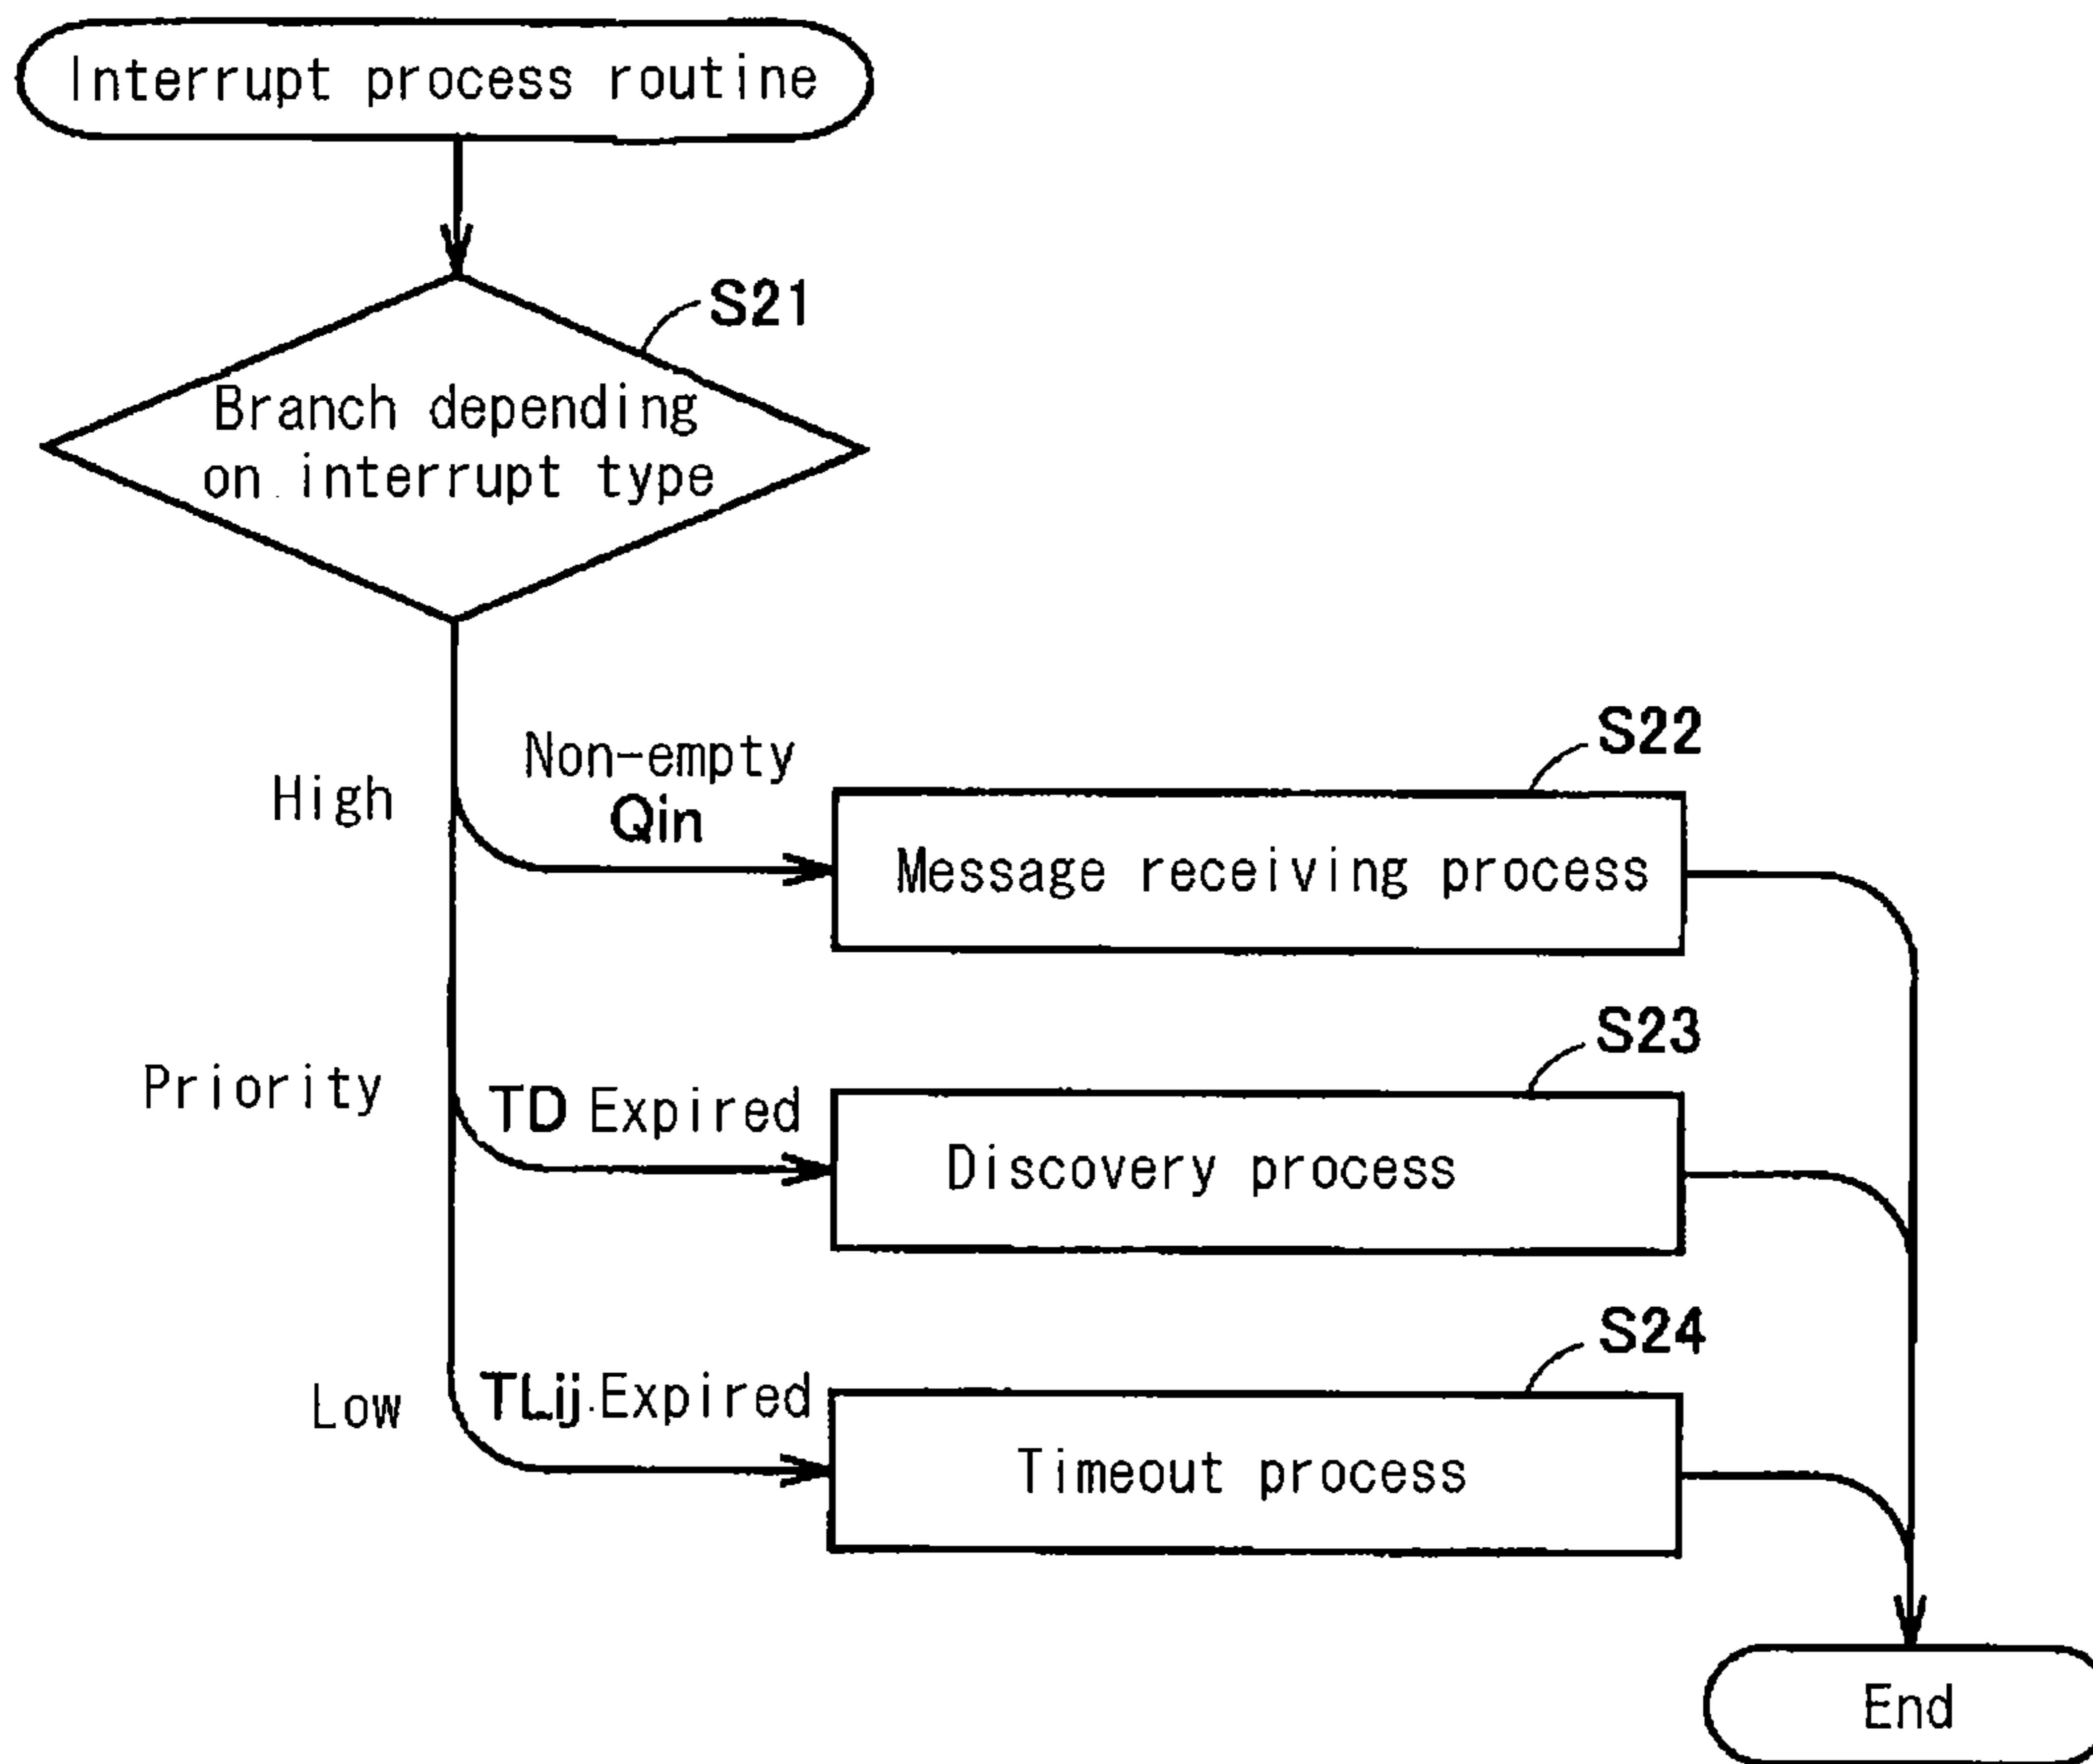 Interrupt process routine
S21
Branch depending
on interrupt type
S22
Non-empty
High
Qin
Message receiving process
S23
Priority
TD Expired
Discovery process
S24
Low
TLij Expired
Timeout process
End